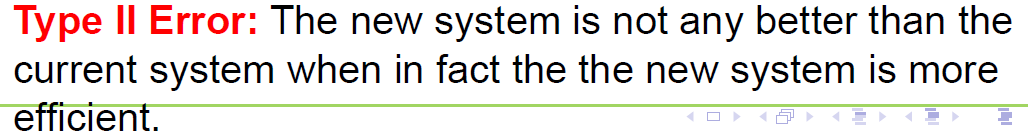 Type II Error: The new system is not any better than the
current system when in fact the the new system is more
efficient.